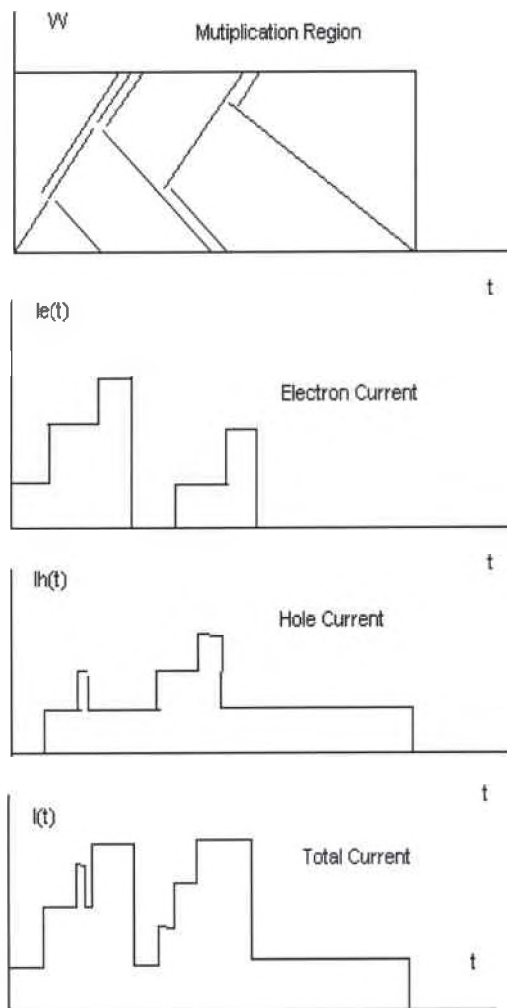 W
Mutiplication Region
t
Ie(t)
Electron Current
t
Ih(t)
Hole Current
t
I(t)
Total Current
t